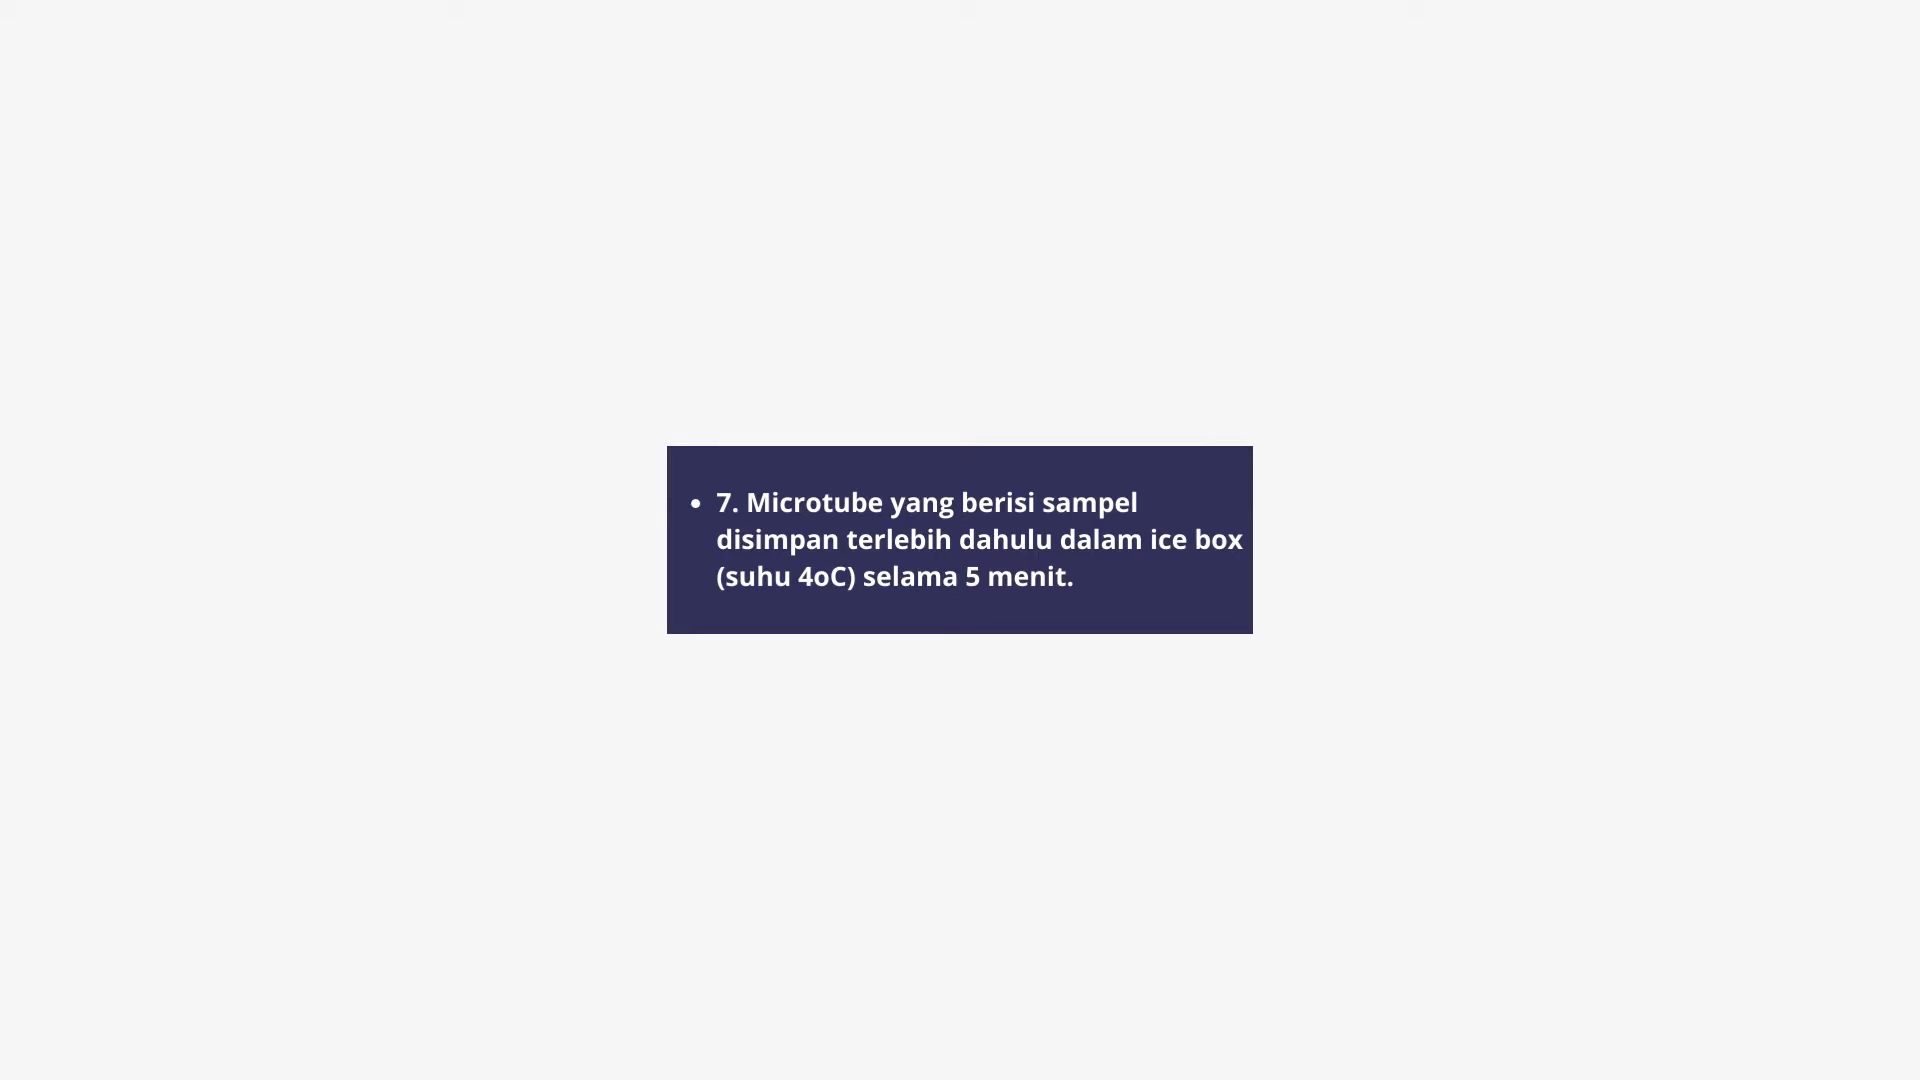 • 7. Microtube yang berisi sampel
disimpan terlebih dahulu dalam ice box
(suhu 4oC) selama 5 menit.